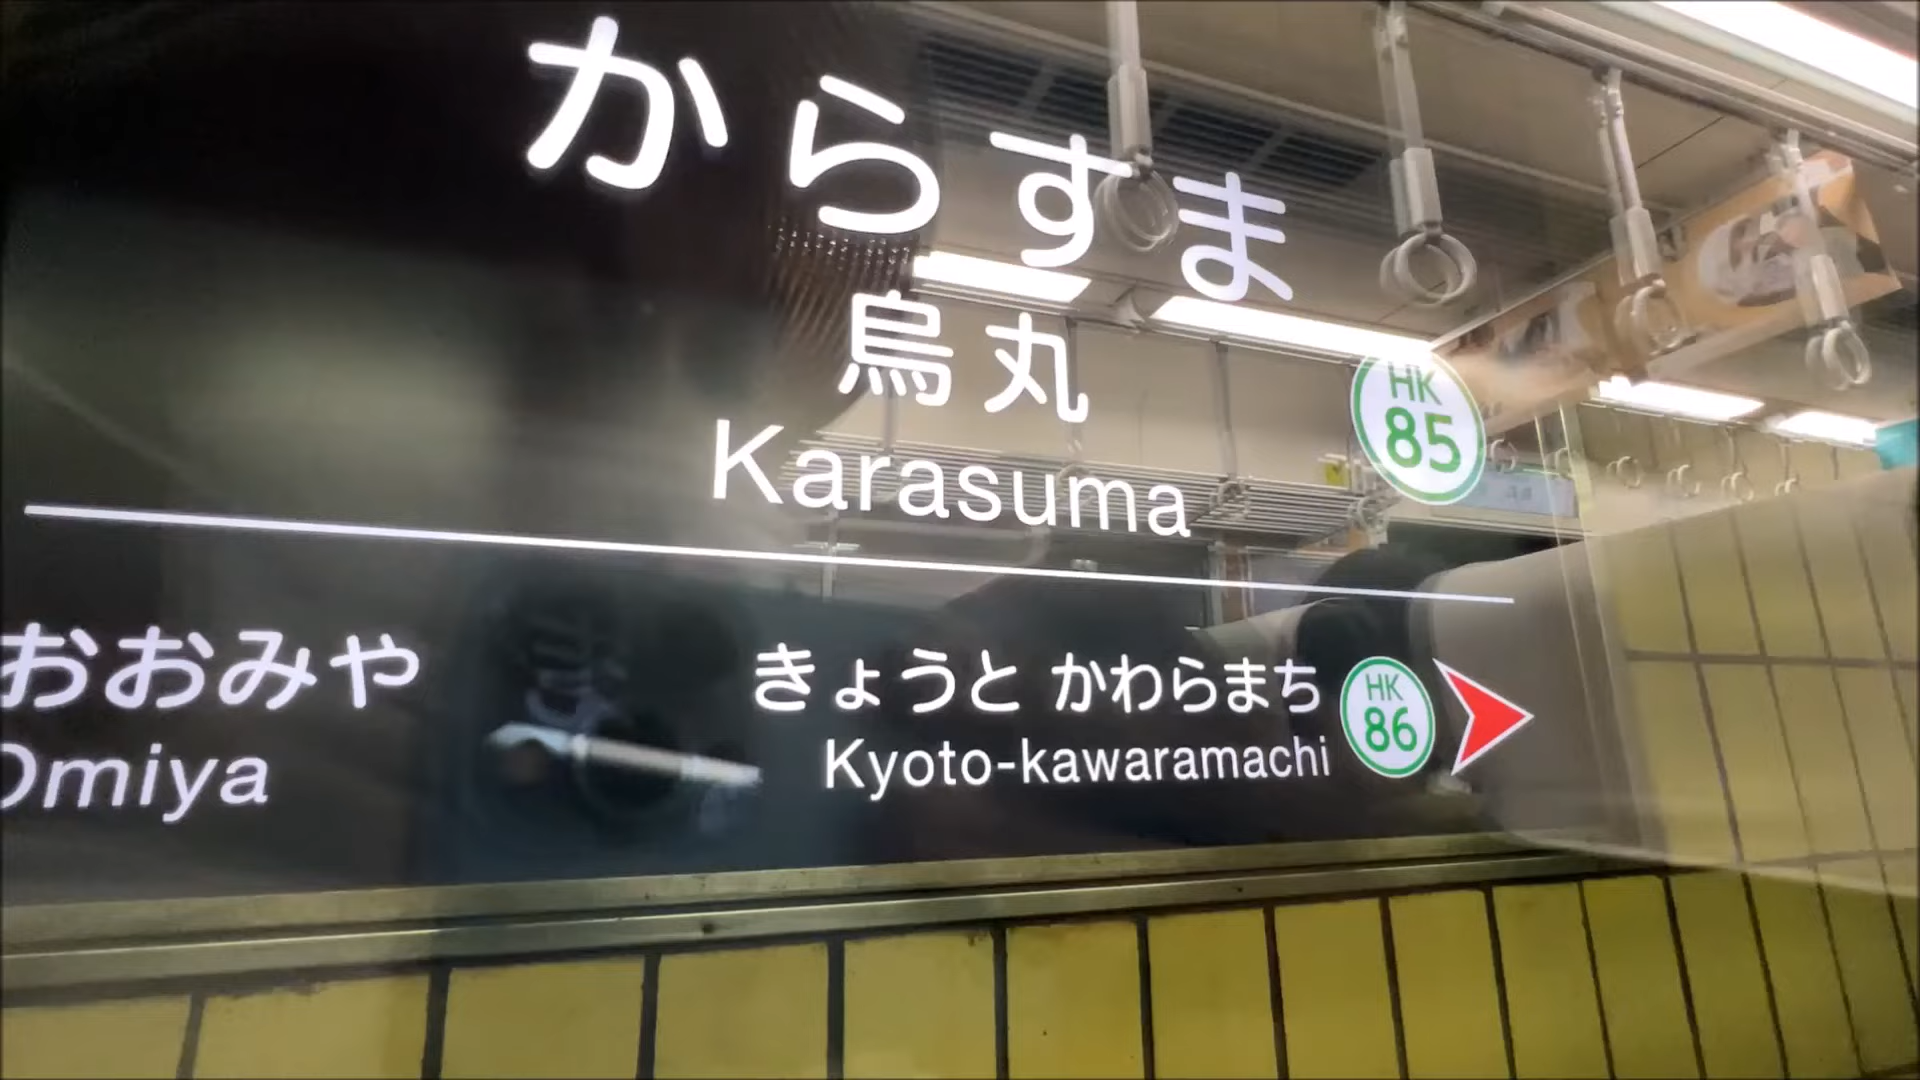 からすま
烏丸
Karasuma
HK
85
おおみや
Omiya
きょうと かわらまち
Kyoto-kawaramachi
HK
86